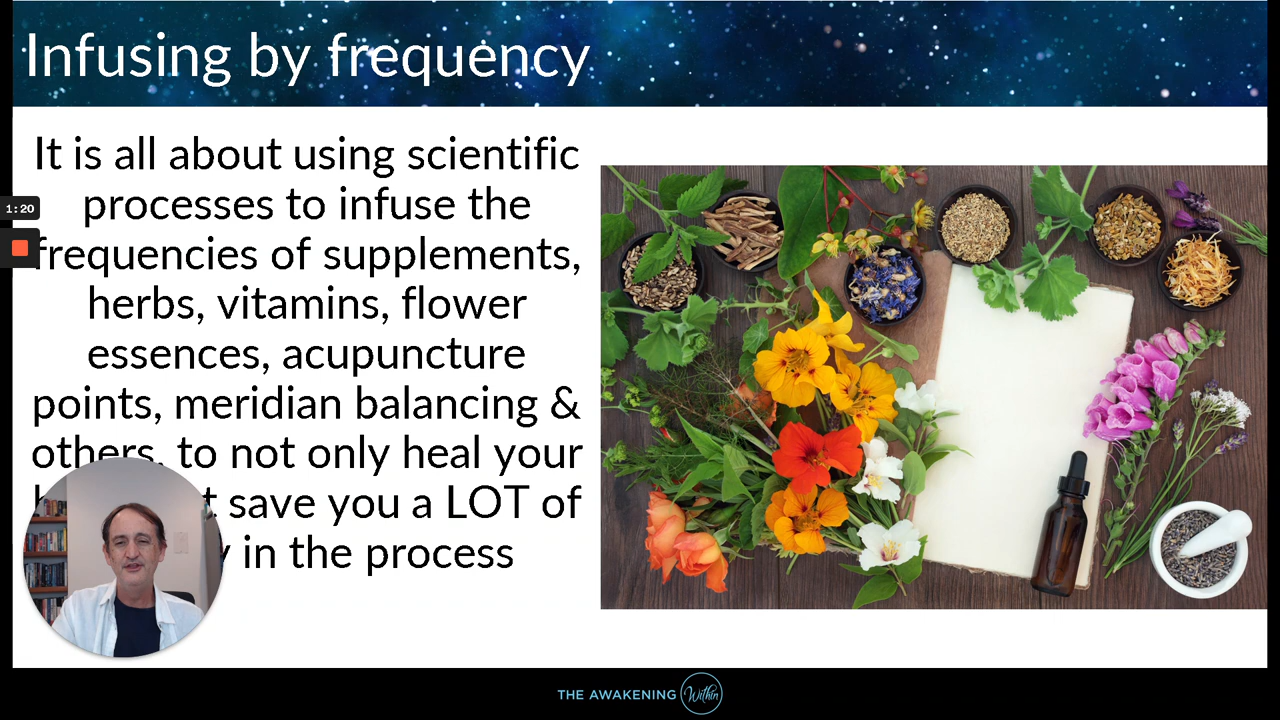 Infusing by frequency
It is all about using scientific
processes to infuse the
1:20
frequencies of supplements,
herbs, vitamins, flower
essences, acupuncture
points, meridian balancing &
others, to not only heal your
save you a LOT of
in the process
THE AWAKENING Within